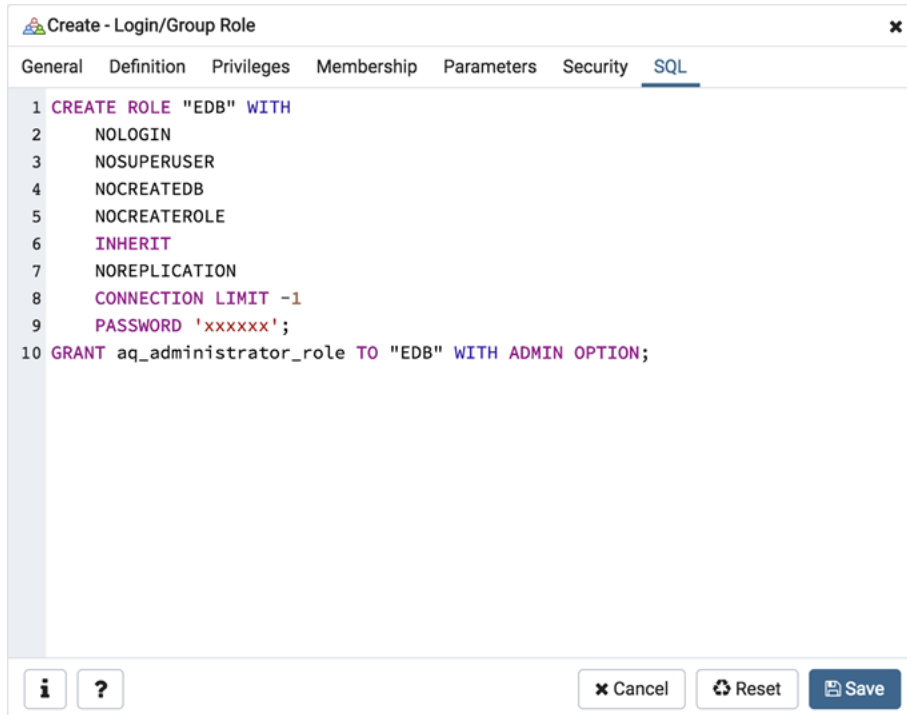 Create - Login/Group Role
General Definition Privileges Membership Parameters Security SQL
1 CREATE ROLE "EDB" WITH
2 NOLOGIN
3 NOSUPERUSER
4 NOCREATEDB
5 NOCREATEROLE
6 INHERIT
7 NOREPLICATION
8 CONNECTION LIMIT -1
9 PASSWORD 'xxxxxx';
10 GRANT aq_administrator_role TO "EDB" WITH ADMIN OPTION;
i ? Cancel Reset Save